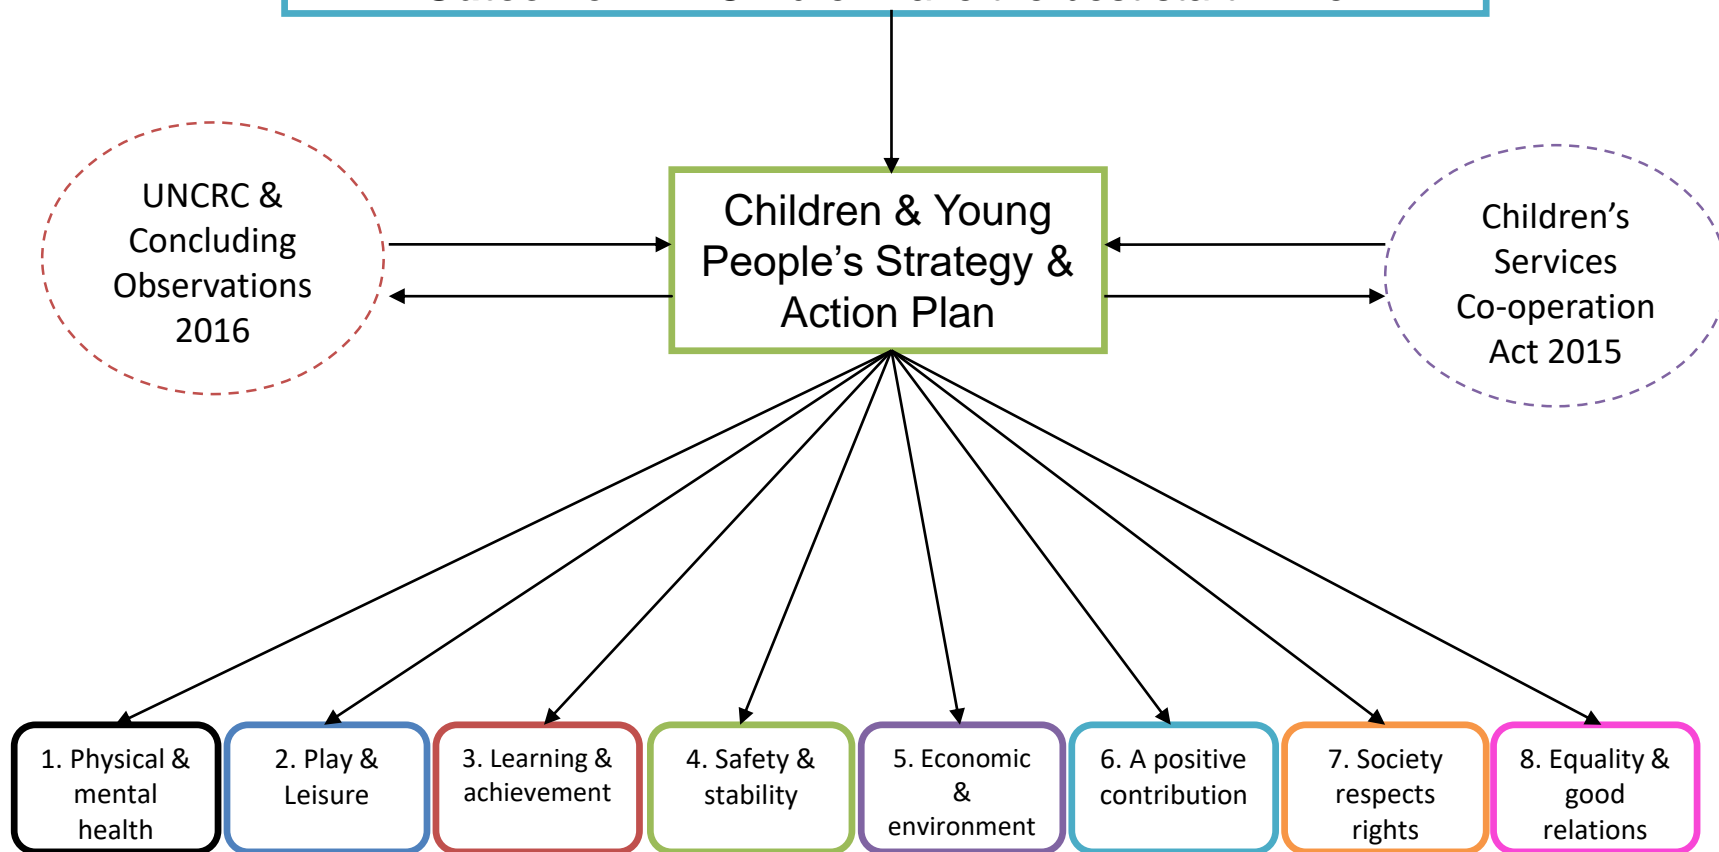 UNCRC &
Concluding
Observations
2016
Children & Young
People’s Strategy &
Action Plan
Children’s
Services
Co-operation
Act 2015
1. Physical &
mental
health
2. Play &
Leisure
3. Learning &
achievement
4. Safety &
stability
5. Economic
&
environment
6. A positive
contribution
7. Society
respects
rights
8. Equality &
good
relations